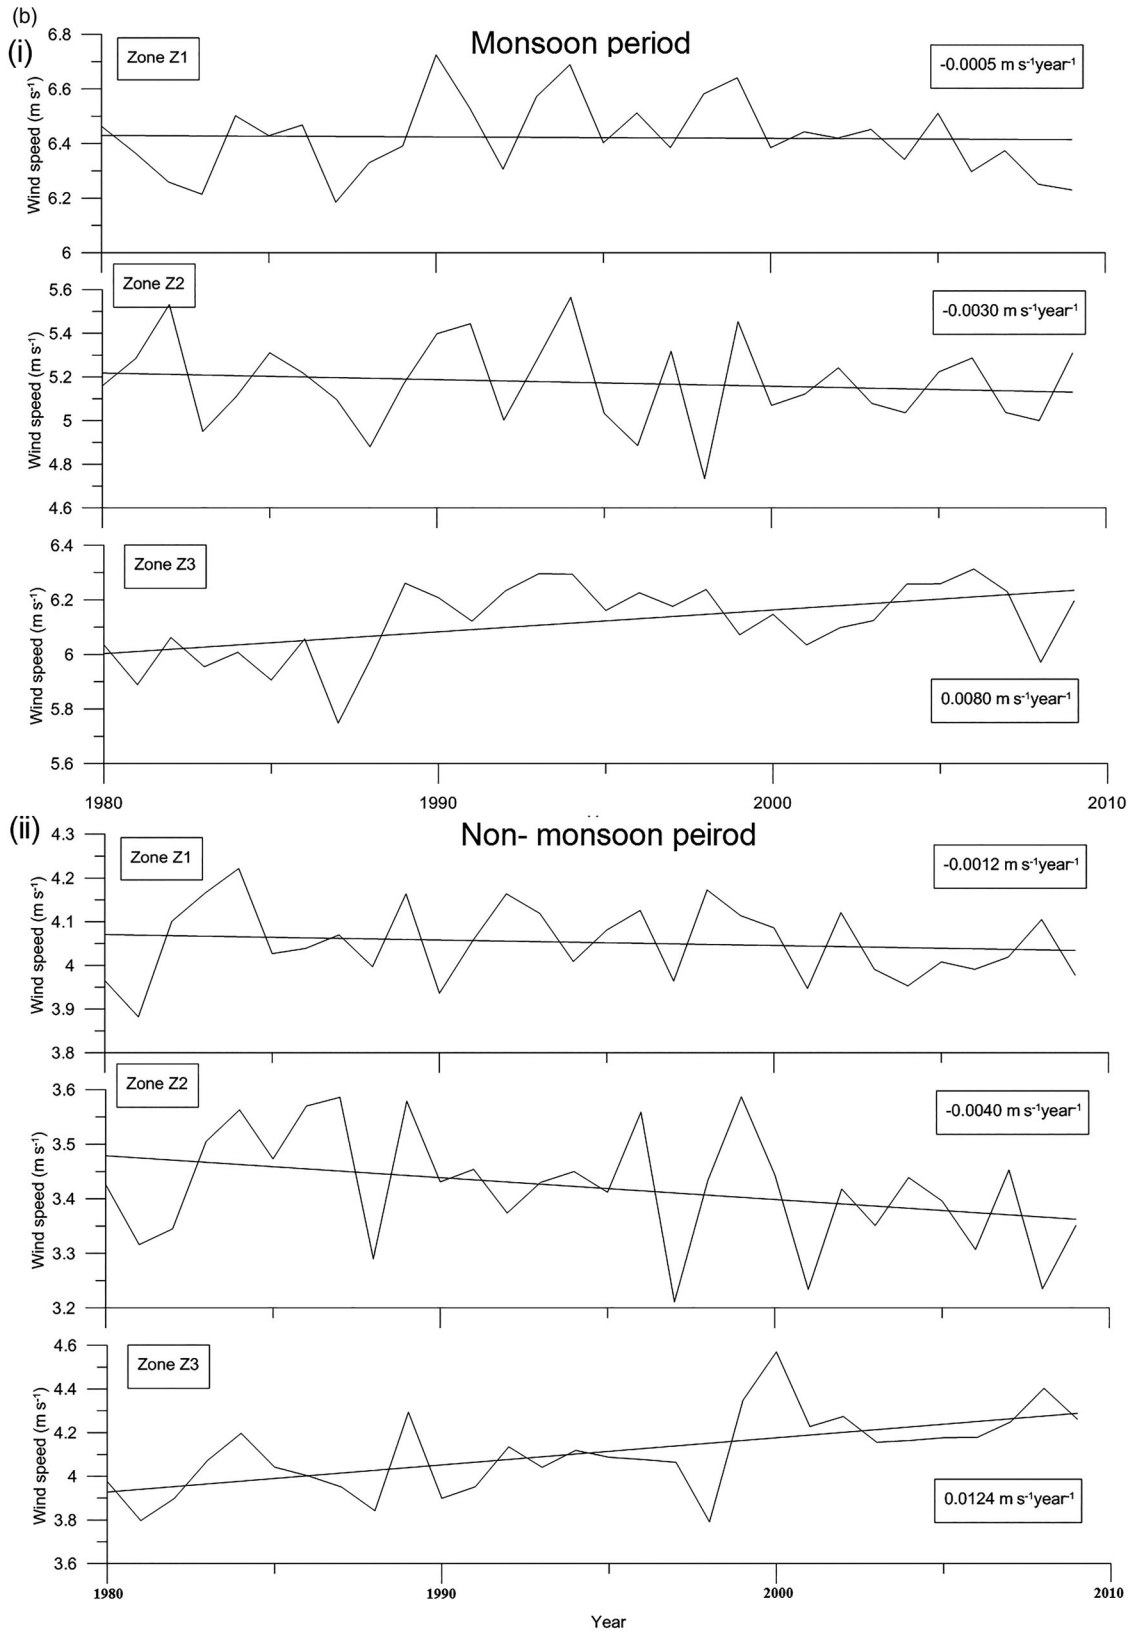 (b)
(i)
Monsoon period
Zone Z1
-0.0005 m s⁻¹year⁻¹
Wind speed (m s⁻¹)
6.8
6.6
6.4
6.2
6
Zone Z2
-0.0030 m s⁻¹year⁻¹
Wind speed (m s⁻¹)
5.6
5.4
5.2
5
4.8
4.6
Zone Z3
0.0080 m s⁻¹year⁻¹
Wind speed (m s⁻¹)
6.4
6.2
6
5.8
5.6
1980 1990 2000 2010
(ii)
Non- monsoon peirod
Zone Z1
-0.0012 m s⁻¹year⁻¹
Wind speed (m s⁻¹)
4.3
4.2
4.1
4
3.9
3.8
Zone Z2
-0.0040 m s⁻¹year⁻¹
Wind speed (m s⁻¹)
3.6
3.5
3.4
3.3
3.2
Zone Z3
0.0124 m s⁻¹year⁻¹
Wind speed (m s⁻¹)
4.6
4.4
4.2
4
3.8
3.6
1980 1990 2000 2010
Year